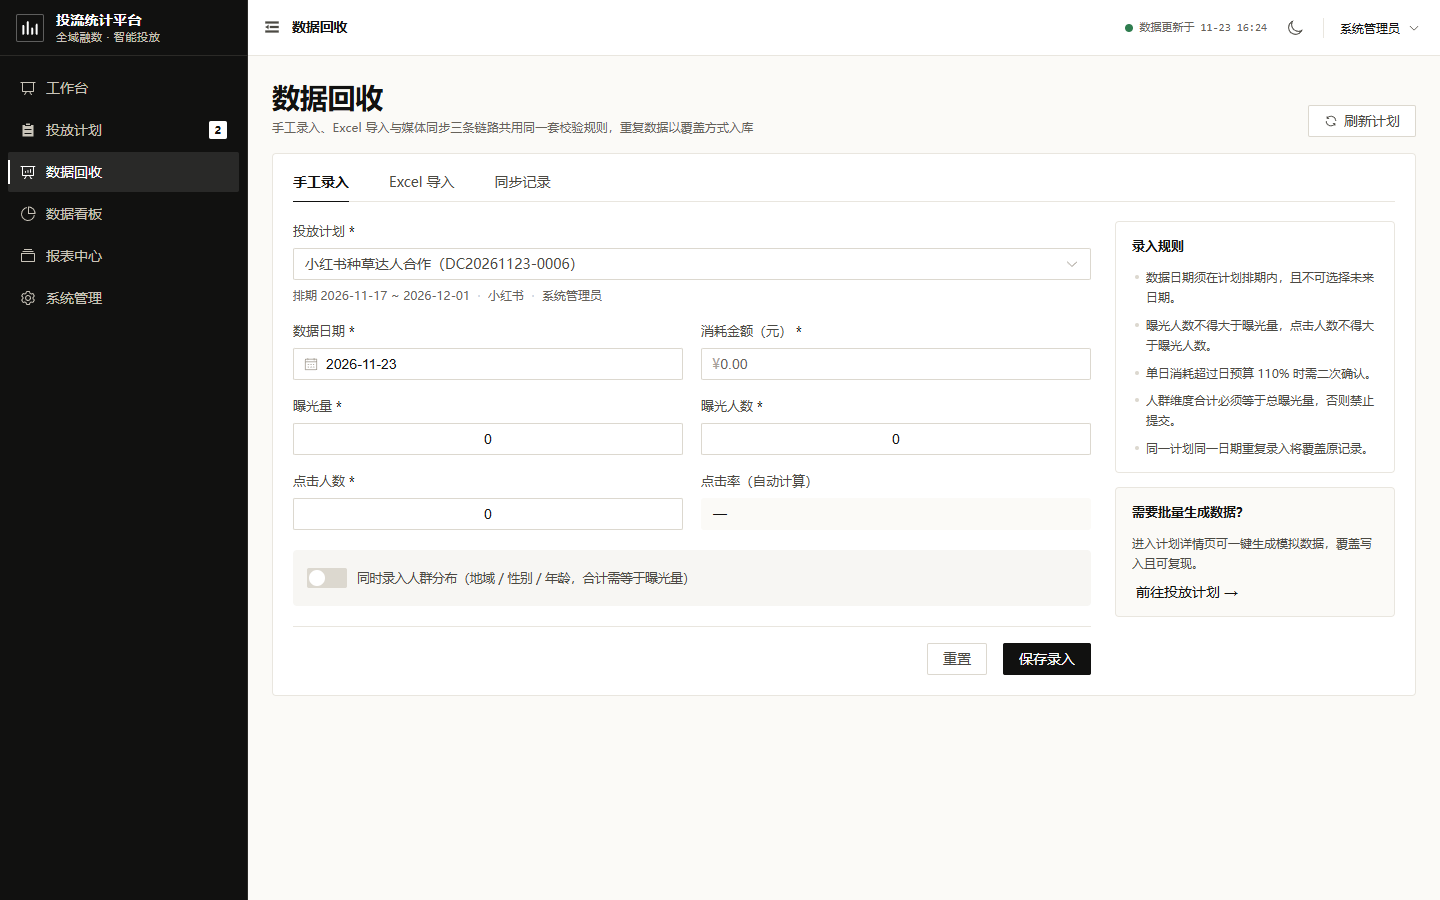 投流统计平台
全域融数 · 智能投放
工作台
投放计划
2
数据回收
数据看板
报表中心
系统管理
数据回收
数据更新于 11-23 16:24
系统管理员
数据回收
手工录入、Excel 导入与媒体同步三条链路共用同一套校验规则，重复数据以覆盖方式入库
刷新计划
手工录入
Excel 导入
同步记录
投放计划 *
小红书种草达人合作（DC20261123-0006）
排期 2026-11-17 ~ 2026-12-01 · 小红书 · 系统管理员
数据日期 *
消耗金额（元） *
2026-11-23
¥0.00
曝光量 *
曝光人数 *
0
0
点击人数 *
点击率（自动计算）
0
—
同时录入人群分布（地域 / 性别 / 年龄，合计需等于曝光量）
重置
保存录入
录入规则
数据日期须在计划排期内，且不可选择未来
日期。
曝光人数不得大于曝光量，点击人数不得大
于曝光人数。
单日消耗超过日预算 110% 时需二次确认。
人群维度合计必须等于总曝光量，否则禁止
提交。
同一计划同一日期重复录入将覆盖原记录。
需要批量生成数据？
进入计划详情页可一键生成模拟数据，覆盖写
入且可复现。
前往投放计划 →